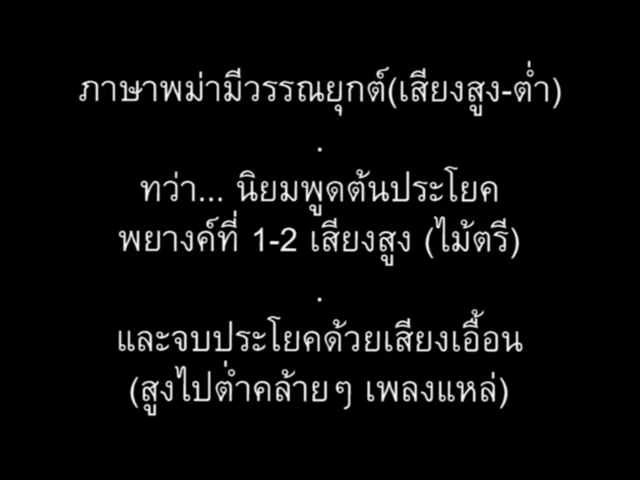 ภาษาพม่ามีวรรณยุกต์(เสียงสูง-ต่ำ)
.
ทว่า... นิยมพูดต้นประโยค
พยางค์ที่ 1-2 เสียงสูง (ไม้ตรี)
.
และจบประโยคด้วยเสียงเอื้อน
(สูงไปต่ำคล้ายๆ เพลงแหล่)